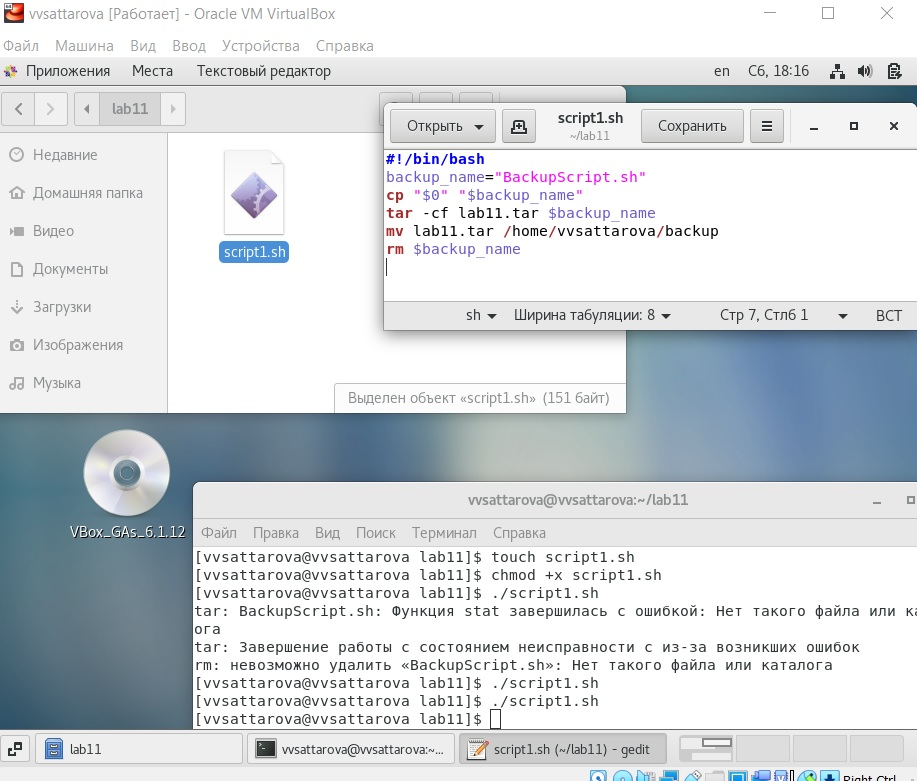 vvsattarova [Работает] - Oracle VM VirtualBox
Файл Машина Вид Ввод Устройства Справка
Приложения Места Текстовый редактор en Сб, 18:16
lab11
Недавние
Домашняя папка
Видео
Документы
Загрузки
Изображения
Музыка
script1.sh
Выделен объект «script1.sh» (151 байт)
Открыть script1.sh Сохранить
~/lab11
#!/bin/bash
backup_name="BackupScript.sh"
cp "$0" "$backup_name"
tar -cf lab11.tar $backup_name
mv lab11.tar /home/vvsattarova/backup
rm $backup_name
sh Ширина табуляции: 8 Стр 7, Стлб 1 ВСТ
VBox_GAs_6.1.12
vvsattarova@vvsattarova:~/lab11
Файл Правка Вид Поиск Терминал Справка
[vvsattarova@vvsattarova lab11]$ touch script1.sh
[vvsattarova@vvsattarova lab11]$ chmod +x script1.sh
[vvsattarova@vvsattarova lab11]$ ./script1.sh
tar: BackupScript.sh: Функция stat завершилась с ошибкой: Нет такого файла или ка
ога
tar: Завершение работы с состоянием неисправности с из-за возникших ошибок
rm: невозможно удалить «BackupScript.sh»: Нет такого файла или каталога
[vvsattarova@vvsattarova lab11]$ ./script1.sh
[vvsattarova@vvsattarova lab11]$ ./script1.sh
[vvsattarova@vvsattarova lab11]$
lab11 vvsattarova@vvsattarova:~... script1.sh (~/lab11) - gedit
Right Ctrl